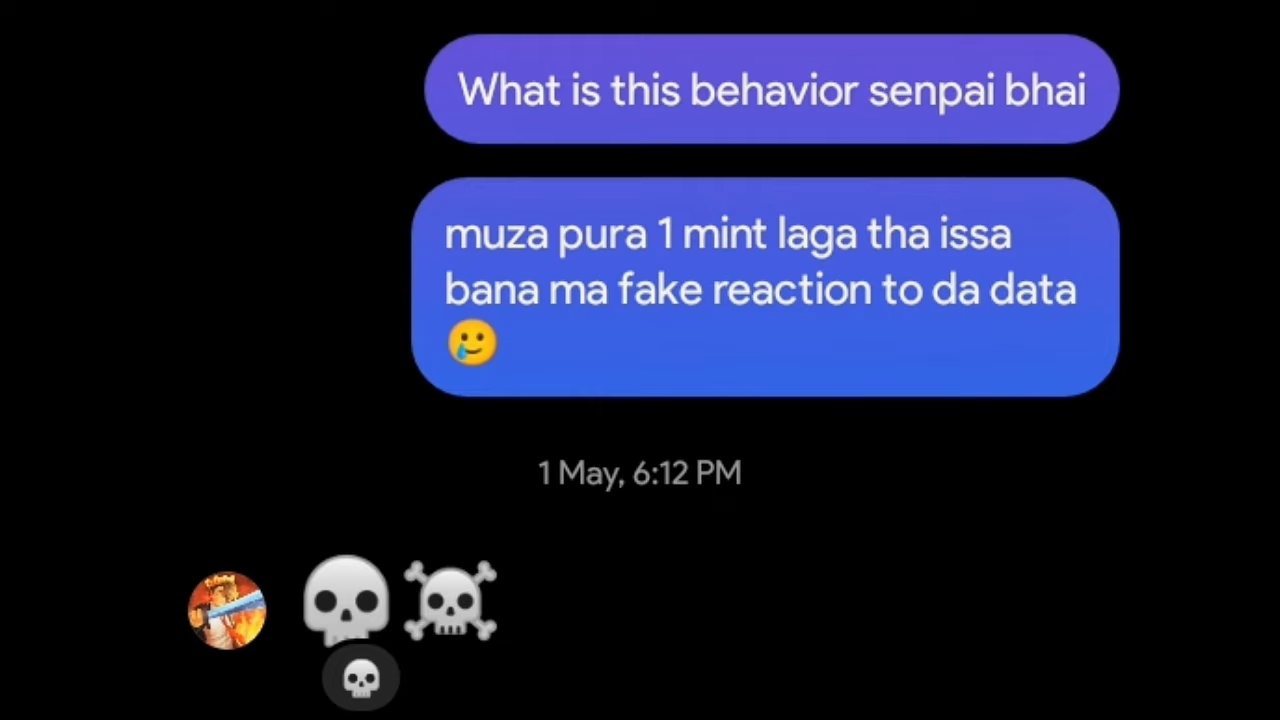 What is this behavior senpai bhai
muza pura 1 mint laga tha issa
bana ma fake reaction to da data
🥲
1 May, 6:12 PM
💀☠️
💀